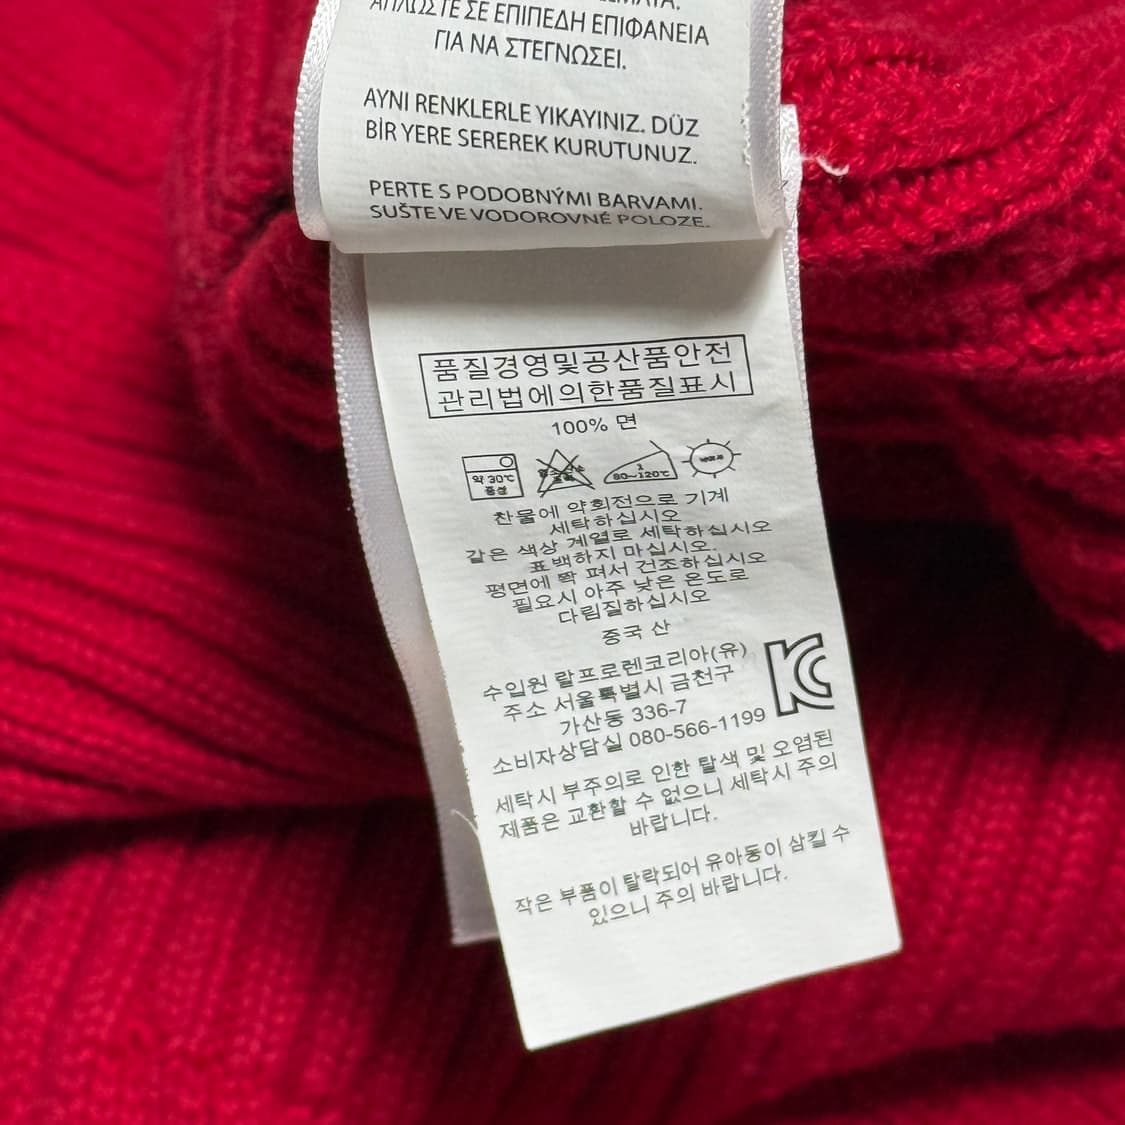 ΑΠΛΩΣΤΕ ΣΕ ΕΠΙΠΕΔΗ ΕΠΙΦΑΝΕΙΑ
ΓΙΑ ΝΑ ΣΤΕΓΝΩΣΕΙ.
AYNI RENKLERLE YIKAYINIZ. DÜZ
BİR YERE SEREREK KURUTUNUZ.
PERTE S PODOBNÝMI BARVAMI.
SUŠTE VE VODOROVNÉ POLOZE.
품질경영및공산품안전
관리법에의한품질표시
100% 면
약 30℃
중성
1
80~120℃
찬물에 약회전으로 기계
세탁하십시오
같은 색상 계열로 세탁하십시오
표백하지 마십시오.
평면에 쫙 펴서 건조하십시오
필요시 아주 낮은 온도로
다림질하십시오
중국 산
수입원 랄프로렌코리아(유)
주소 서울특별시 금천구
가산동 336-7
소비자상담실 080-566-1199
KC
세탁시 부주의로 인한 탈색 및 오염된
제품은 교환할 수 없으니 세탁시 주의
바랍니다.
작은 부품이 탈락되어 유아동이 삼킬 수
있으니 주의 바랍니다.